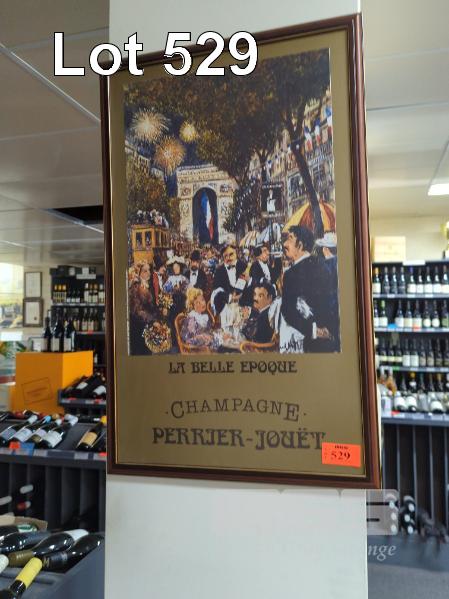 Lot 529
LA BELLE EPOQUE
·CHAMPAGNE·
PERRIER-JOUËT
529